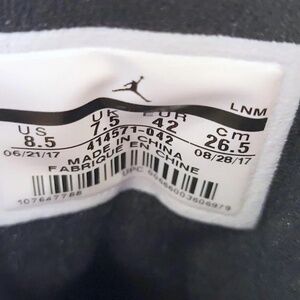 LNM
US UK EUR cm
8.5 7.5 42 26.5
06/21/17 414571-042 08/28/17
MADE IN CHINA
FABRIQUE EN CHINE
UPC